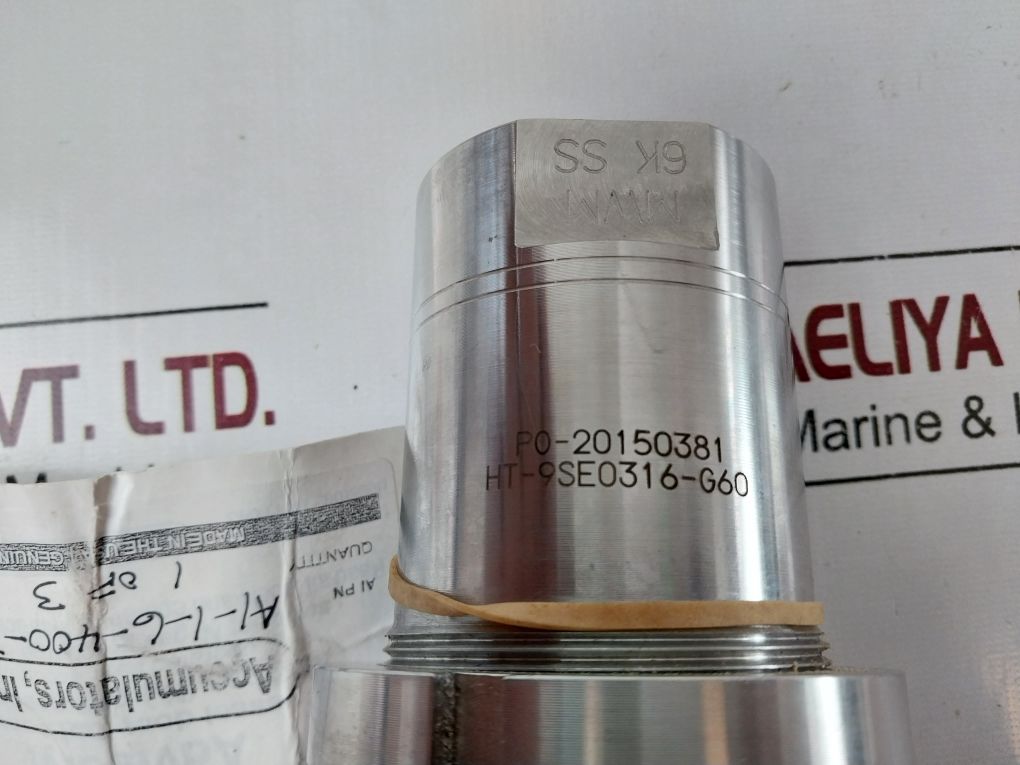 6K SS
MWM
VT. LTD.
AELIYA
Marine &
PO-20150381
HT-9SE0316-G60
GENUIN
MADE IN THE U
QUANTITY
AI PN
1 OF 3
A1-1-6-400-
Accumulators, In